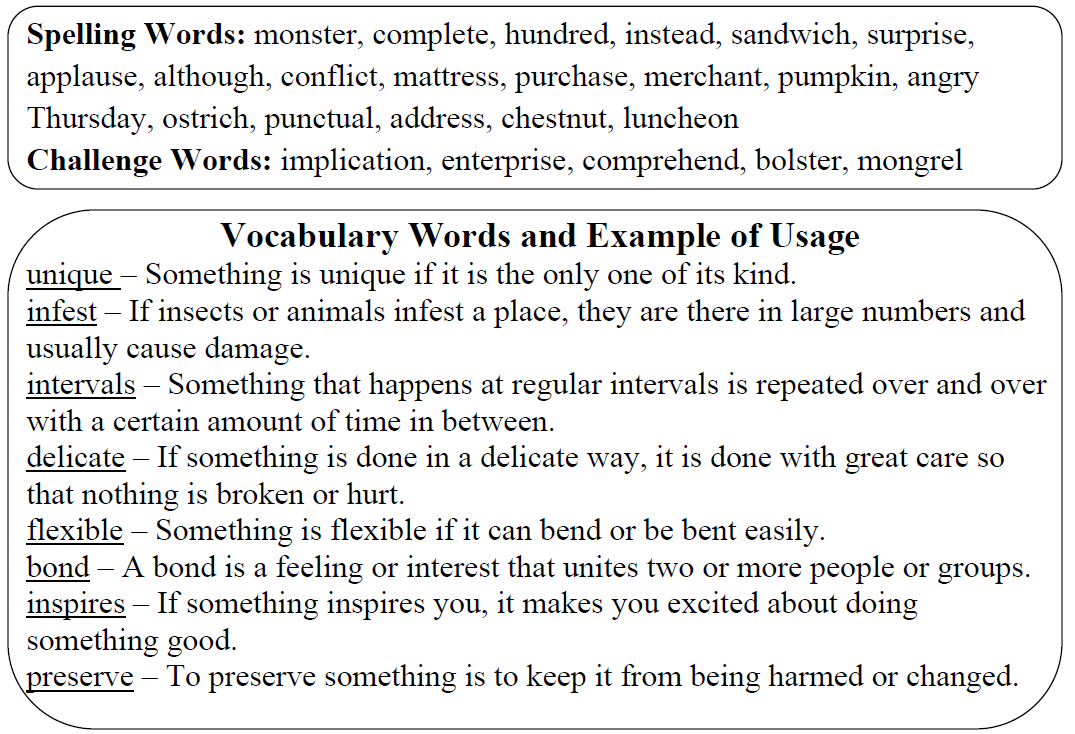 Spelling Words: monster, complete, hundred, instead, sandwich, surprise,
applause, although, conflict, mattress, purchase, merchant, pumpkin, angry
Thursday, ostrich, punctual, address, chestnut, luncheon
Challenge Words: implication, enterprise, comprehend, bolster, mongrel
Vocabulary Words and Example of Usage
unique – Something is unique if it is the only one of its kind.
infest – If insects or animals infest a place, they are there in large numbers and
usually cause damage.
intervals – Something that happens at regular intervals is repeated over and over
with a certain amount of time in between.
delicate – If something is done in a delicate way, it is done with great care so
that nothing is broken or hurt.
flexible – Something is flexible if it can bend or be bent easily.
bond – A bond is a feeling or interest that unites two or more people or groups.
inspires – If something inspires you, it makes you excited about doing
something good.
preserve – To preserve something is to keep it from being harmed or changed.